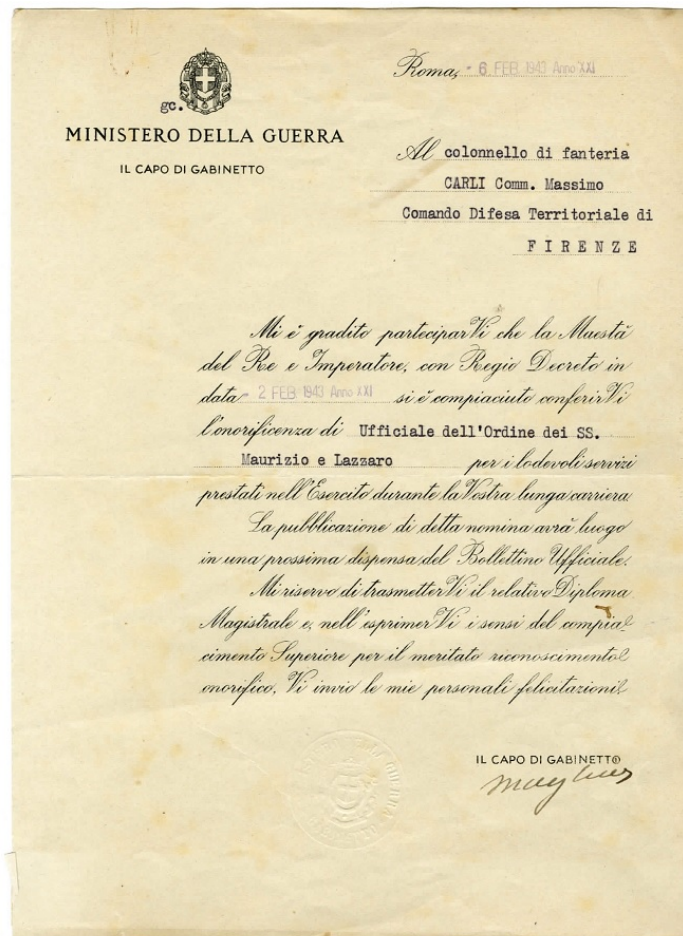 Roma, 6 FEB. 1943 Anno XXI
gc.
MINISTERO DELLA GUERRA
IL CAPO DI GABINETTO
Al colonnello di fanteria
CARLI Comm. Massimo
Comando Difesa Territoriale di
FIRENZE
Mi è gradito parteciparVi che la Maestà
del Re e Imperatore, con Regio Decreto in
data 2 FEB. 1943 Anno XXI si è compiaciuto conferirVi
l'onorificenza di Ufficiale dell'Ordine dei SS.
Maurizio e Lazzaro per i lodevoli servizi
prestati nell'Esercito durante la Vostra lunga carriera
La pubblicazione di detta nomina avrà luogo
in una prossima dispensa del Bollettino Ufficiale.
Mi riservo di trasmetterVi il relativo Diploma
Magistrale e, nell'esprimerVi i sensi del compia-
cimento Superiore per il meritato riconoscimento
onorifico, Vi invio le mie personali felicitazioni
IL CAPO DI GABINETTO